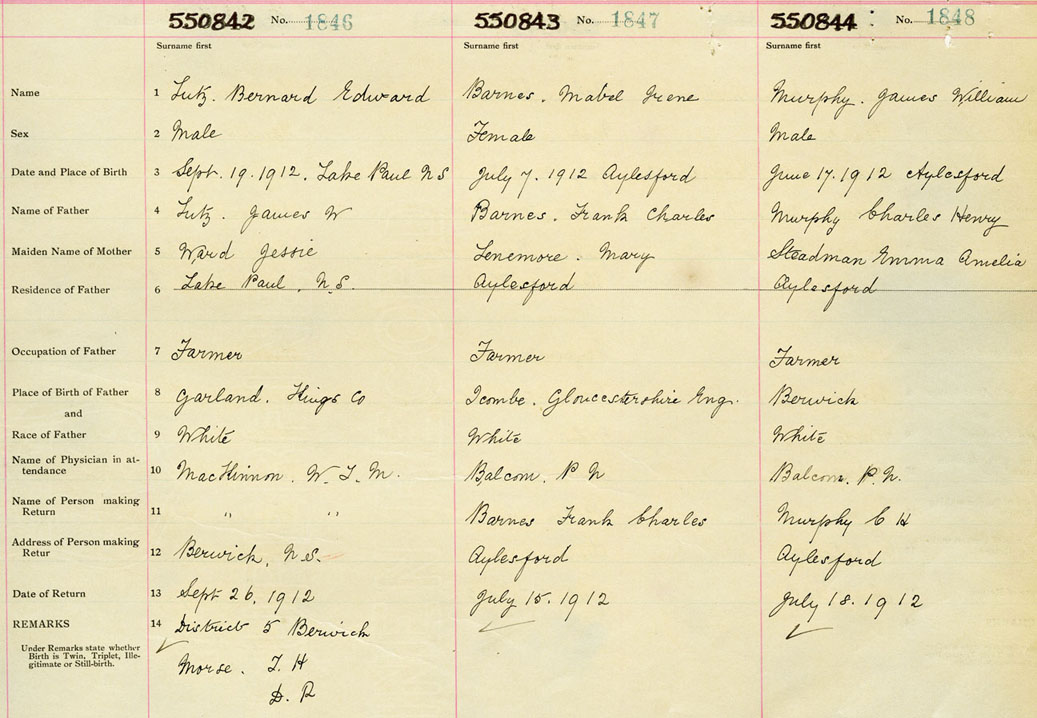 550842 No. 1846 550843 No. 1847 550844 No. 1848
Surname first Surname first Surname first
Name 1 Lutz. Bernard Edward Barnes. Mabel Irene Murphy. James William
Sex 2 Male Female Male
Date and Place of Birth 3 Sept. 19. 1912. Lake Paul N S July 7. 1912 Aylesford June 17. 1912 Aylesford
Name of Father 4 Lutz. James W Barnes. Frank Charles Murphy Charles Henry
Maiden Name of Mother 5 Ward Jessie Lenemore. Mary Steadman Emma Amelia
Residence of Father 6 Lake Paul, N.S. Aylesford Aylesford
Occupation of Father 7 Farmer Farmer Farmer
Place of Birth of Father 8 Garland. Kings Co Icombe. Gloucestershire Eng. Berwick
and
Race of Father 9 White White White
Name of Physician in at-
tendance 10 MacKinnon. W. J. M. Balcom. P N Balcom. P. N.
Name of Person making
Return 11 " " Barnes Frank Charles Murphy C H
Address of Person making
Retur 12 Berwick, N.S. Aylesford Aylesford
Date of Return 13 Sept 26, 1912 July 15. 1912 July 18. 1912
REMARKS 14 District 5 Berwick
Under Remarks state whether
Birth is Twin, Triplet, Ille-
gitimate or Still-birth.
Morse. J. H
D. R